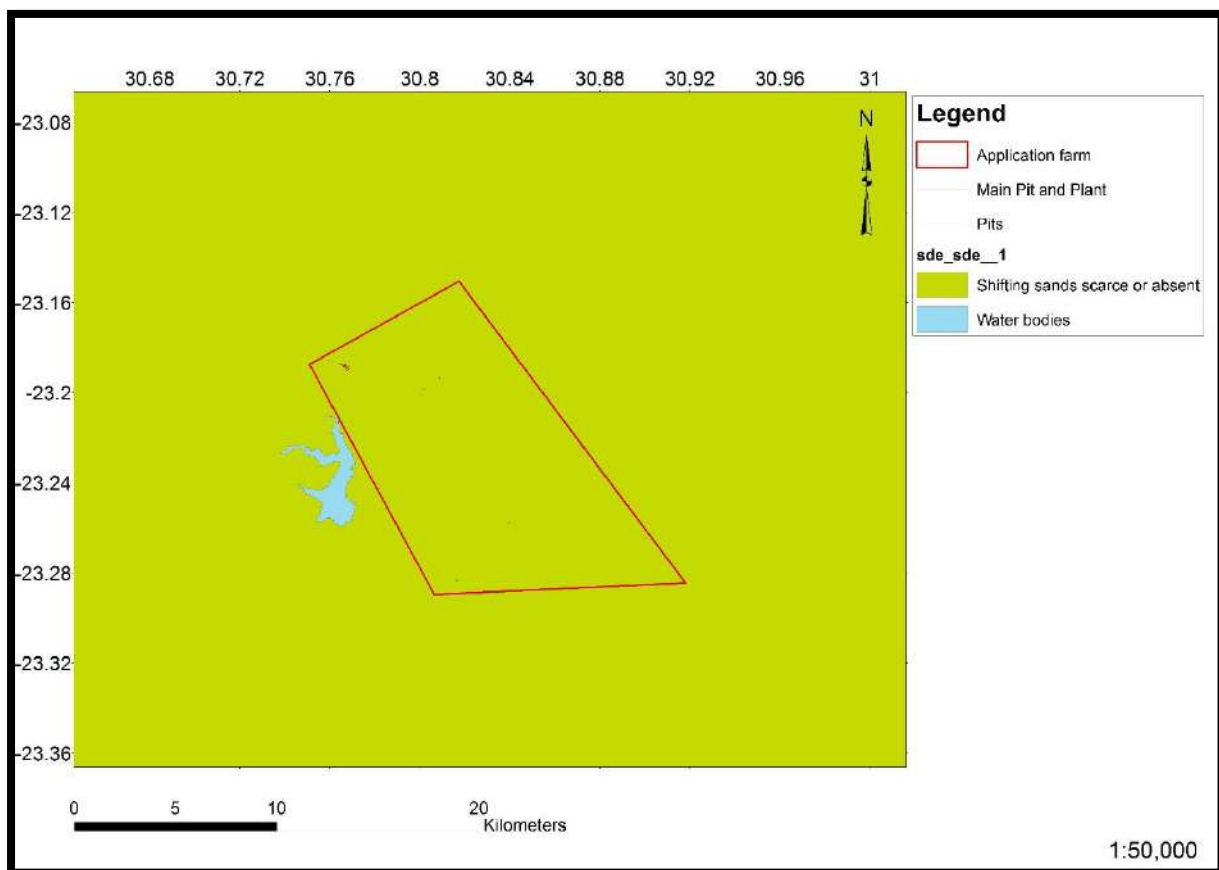 30.68 30.72 30.76 30.8 30.84 30.88 30.92 30.96 31
-23.08
-23.12
-23.16
-23.2
-23.24
-23.28
-23.32
-23.36
N
Legend
Application farm
Main Pit and Plant
Pits
sde_sde__1
Shifting sands scarce or absent
Water bodies
0 5 10 20
Kilometers
1:50,000